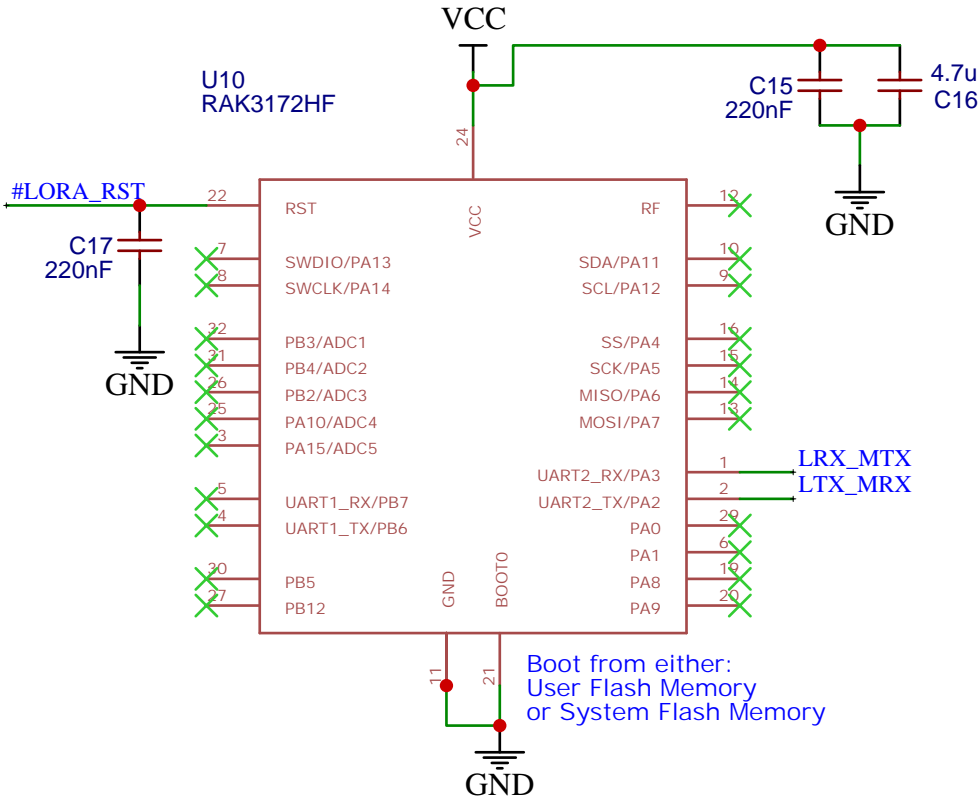 VCC
U10
RAK3172HF
C15
220nF
4.7u
C16
GND
24
#LORA_RST
22
RST
VCC
RF
12
C17
220nF
GND
7
SWDIO/PA13
SDA/PA11
10
8
SWCLK/PA14
SCL/PA12
9
32
PB3/ADC1
SS/PA4
16
31
PB4/ADC2
SCK/PA5
15
26
PB2/ADC3
MISO/PA6
14
25
PA10/ADC4
MOSI/PA7
13
3
PA15/ADC5
UART2_RX/PA3
1
LRX_MTX
5
UART1_RX/PB7
UART2_TX/PA2
2
LTX_MRX
4
UART1_TX/PB6
PA0
29
PA1
6
30
PB5
PA8
19
27
PB12
PA9
20
GND
BOOT0
11
21
Boot from either:
User Flash Memory
or System Flash Memory
GND